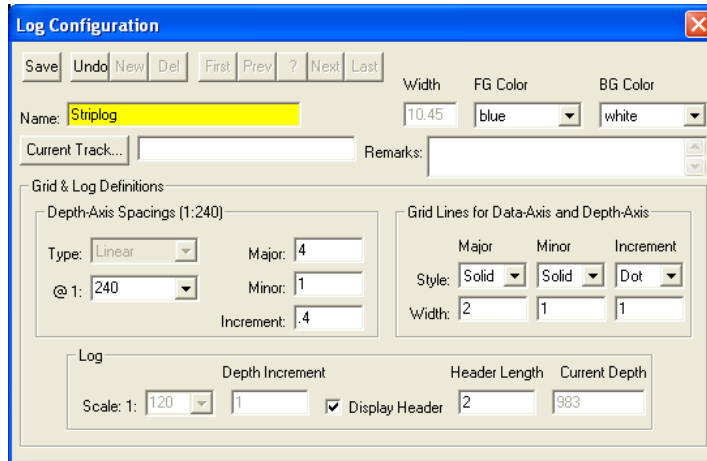 Log Configuration
Save Undo New Del First Prev ? Next Last
Width FG Color BG Color
Name: Striplog 10.45 blue white
Current Track... Remarks:
Grid & Log Definitions
Depth-Axis Spacings (1:240)
Type: Linear Major: 4
@ 1: 240 Minor: 1
Increment: .4
Grid Lines for Data-Axis and Depth-Axis
Major Minor Increment
Style: Solid Solid Dot
Width: 2 1 1
Log
Depth Increment Header Length Current Depth
Scale: 1: 120 1 Display Header 2 983